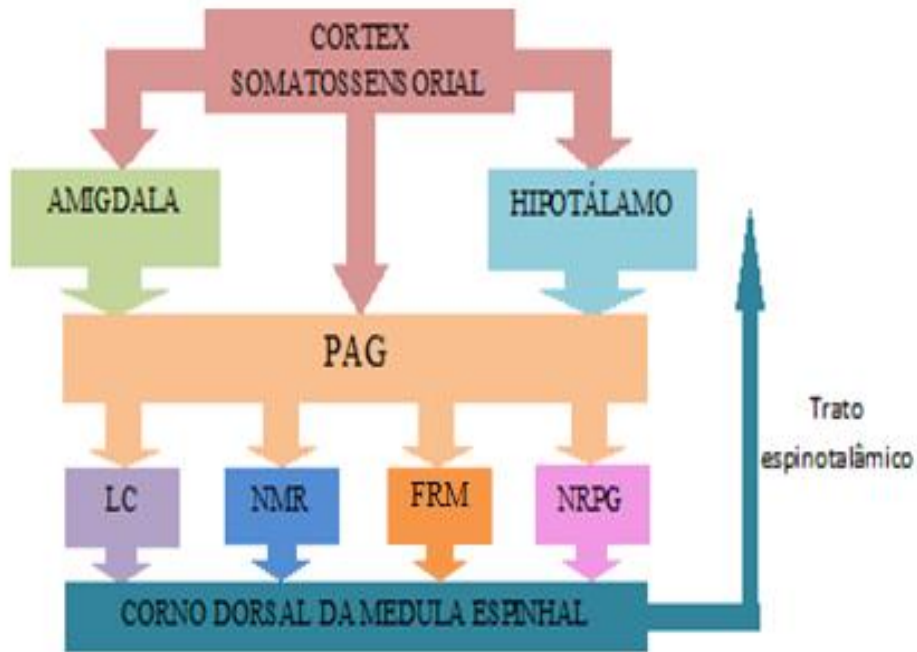 CORTEX
SOMATOSSENSORIAL
AMIGDALA
HIPOTÁLAMO
PAG
Trato
espinotalâmico
LC
NMR
FRM
NRPG
CORNO DORSAL DA MEDULA ESPINHAL